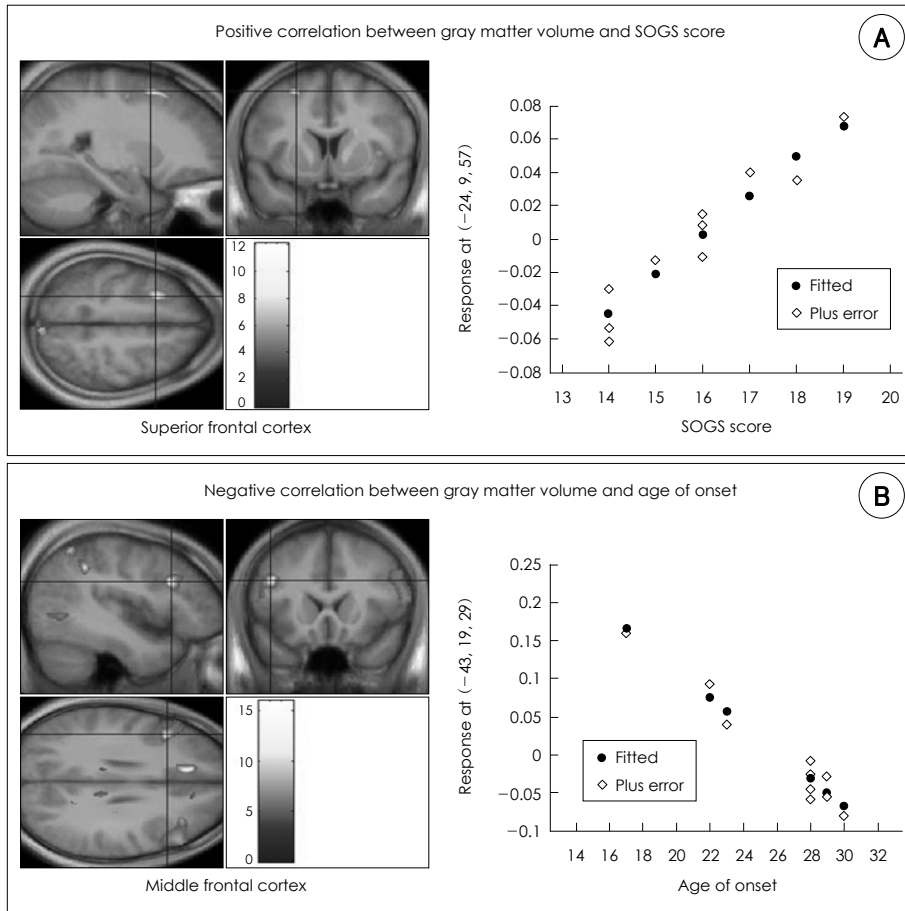 Positive correlation between gray matter volume and SOGS score
A
12
10
8
6
4
2
0
Superior frontal cortex
Response at (−24, 9, 57)
0.08
0.06
0.04
0.02
0
−0.02
−0.04
−0.06
−0.08
Fitted
Plus error
13 14 15 16 17 18 19 20
SOGS score
Negative correlation between gray matter volume and age of onset
B
15
10
5
0
Middle frontal cortex
Response at (−43, 19, 29)
0.25
0.2
0.15
0.1
0.05
0
−0.05
−0.1
Fitted
Plus error
14 16 18 20 22 24 26 28 30 32
Age of onset